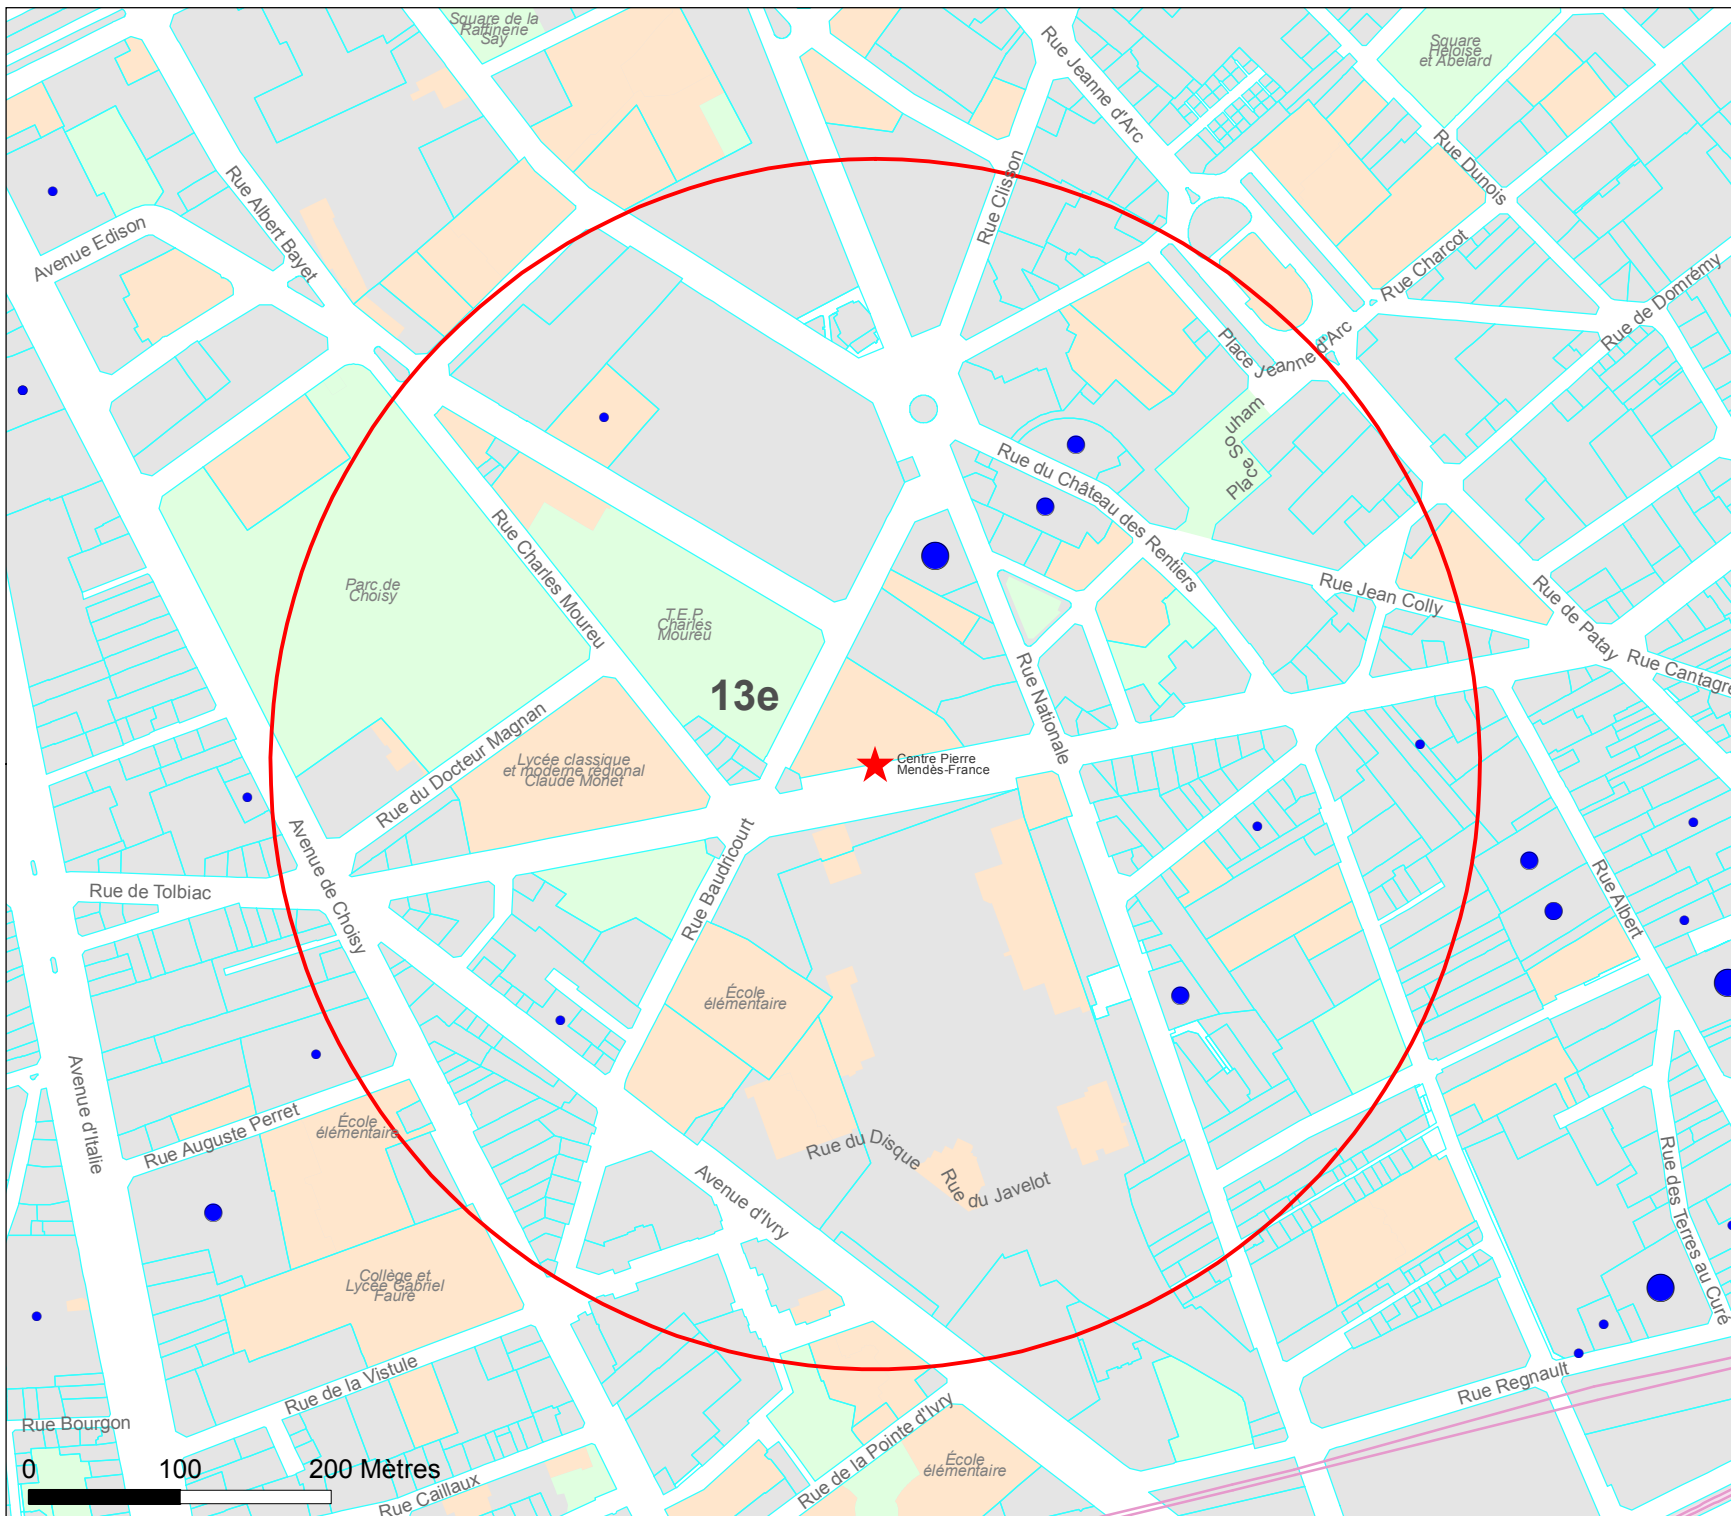 Square de la
Raffinerie
Say
Rue Jeanne d'Arc
Square
Héloïse
et Abélard
Rue Dunois
Rue Clisson
Rue Albert Bayet
Avenue Edison
Rue Charcot
Rue de Domrémy
Place Jeanne d'Arc
Place Souham
Rue du Château des Rentiers
Rue Charles Moureu
Parc de
Choisy
T.E.P.
Charles
Moureu
Rue Jean Colly
Rue de Patay
Rue Cantagre
13e
Rue Nationale
Rue du Docteur Magnan
Lycée classique
et moderne régional
Claude Monet
Centre Pierre
Mendès-France
Rue Baudricourt
Avenue de Choisy
Rue de Tolbiac
Rue Albert
École
élémentaire
Avenue d'Italie
Rue Auguste Perret
École
élémentaire
Rue du Disque
Rue du Javelot
Avenue d'Ivry
Rue des Terres au Curé
Collège et
Lycée Gabriel
Fauré
Rue de la Vistule
Rue Regnault
Rue Bourgon
Rue de la Pointe d'Ivry
École
élémentaire
Rue Caillaux
0 100 200 Mètres